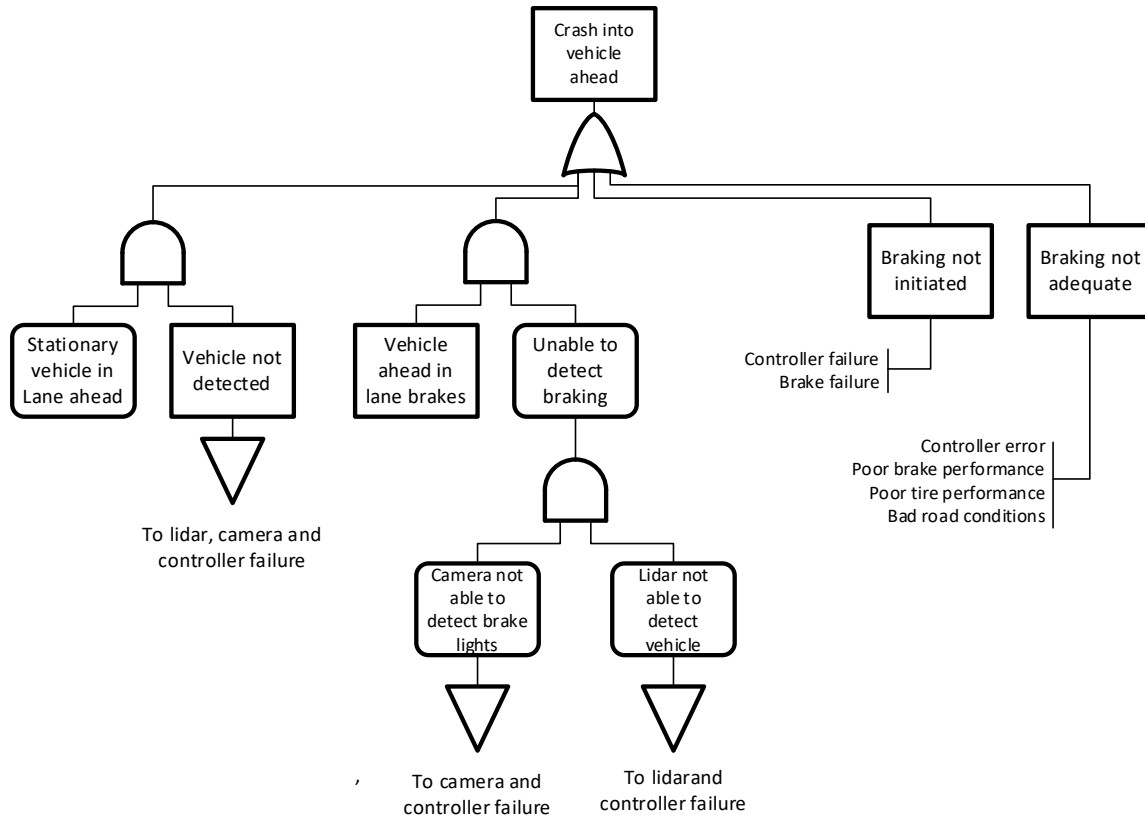 Crash into
vehicle
ahead
Braking not
initiated
Braking not
adequate
Stationary
vehicle in
Lane ahead
Vehicle not
detected
Vehicle
ahead in
lane brakes
Unable to
detect
braking
Controller failure
Brake failure
Controller error
Poor brake performance
Poor tire performance
Bad road conditions
To lidar, camera and
controller failure
Camera not
able to
detect brake
lights
Lidar not
able to
detect
vehicle
,
To camera and
controller failure
To lidarand
controller failure